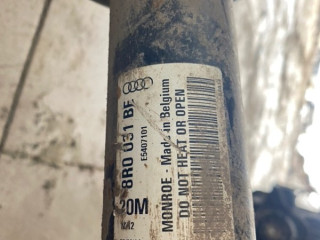 8R0 031 BE
E5407101
20M
MONROE - Made in Belgium
DO NOT HEAT OR OPEN